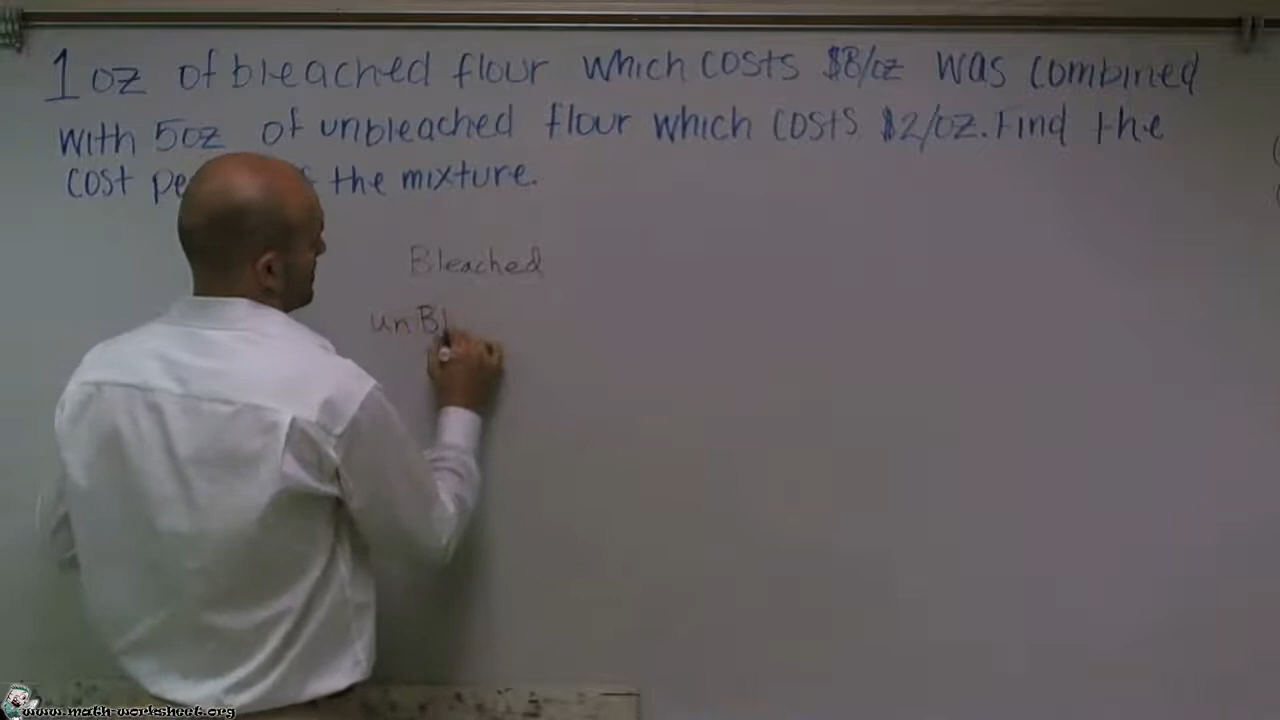 1 oz of bleached flour which costs $8/oz was combined
with 5oz of unbleached flour which costs $2/oz. Find the
cost pe the mixture.
Bleached
unBl
www.math-worksheet.org